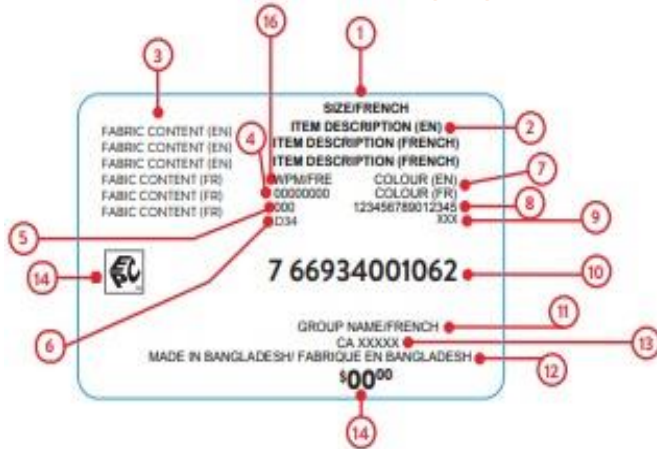 16
1
3
SIZE/FRENCH
ITEM DESCRIPTION (EN)
2
ITEM DESCRIPTION (FRENCH)
ITEM DESCRIPTION (FRENCH)
FABRIC CONTENT (EN)
FABRIC CONTENT (EN)
FABRIC CONTENT (EN)
FABIC CONTENT (FR)
FABIC CONTENT (FR)
FABIC CONTENT (FR)
4
WPM/FRE
COLOUR (EN)
7
00000000
COLOUR (FR)
000
123456789012345
8
5
D34
XXX
9
14
6
7 66934001062
10
GROUP NAME/FRENCH
11
CA XXXXX
13
MADE IN BANGLADESH/ FABRIQUE EN BANGLADESH
12
$0000
14